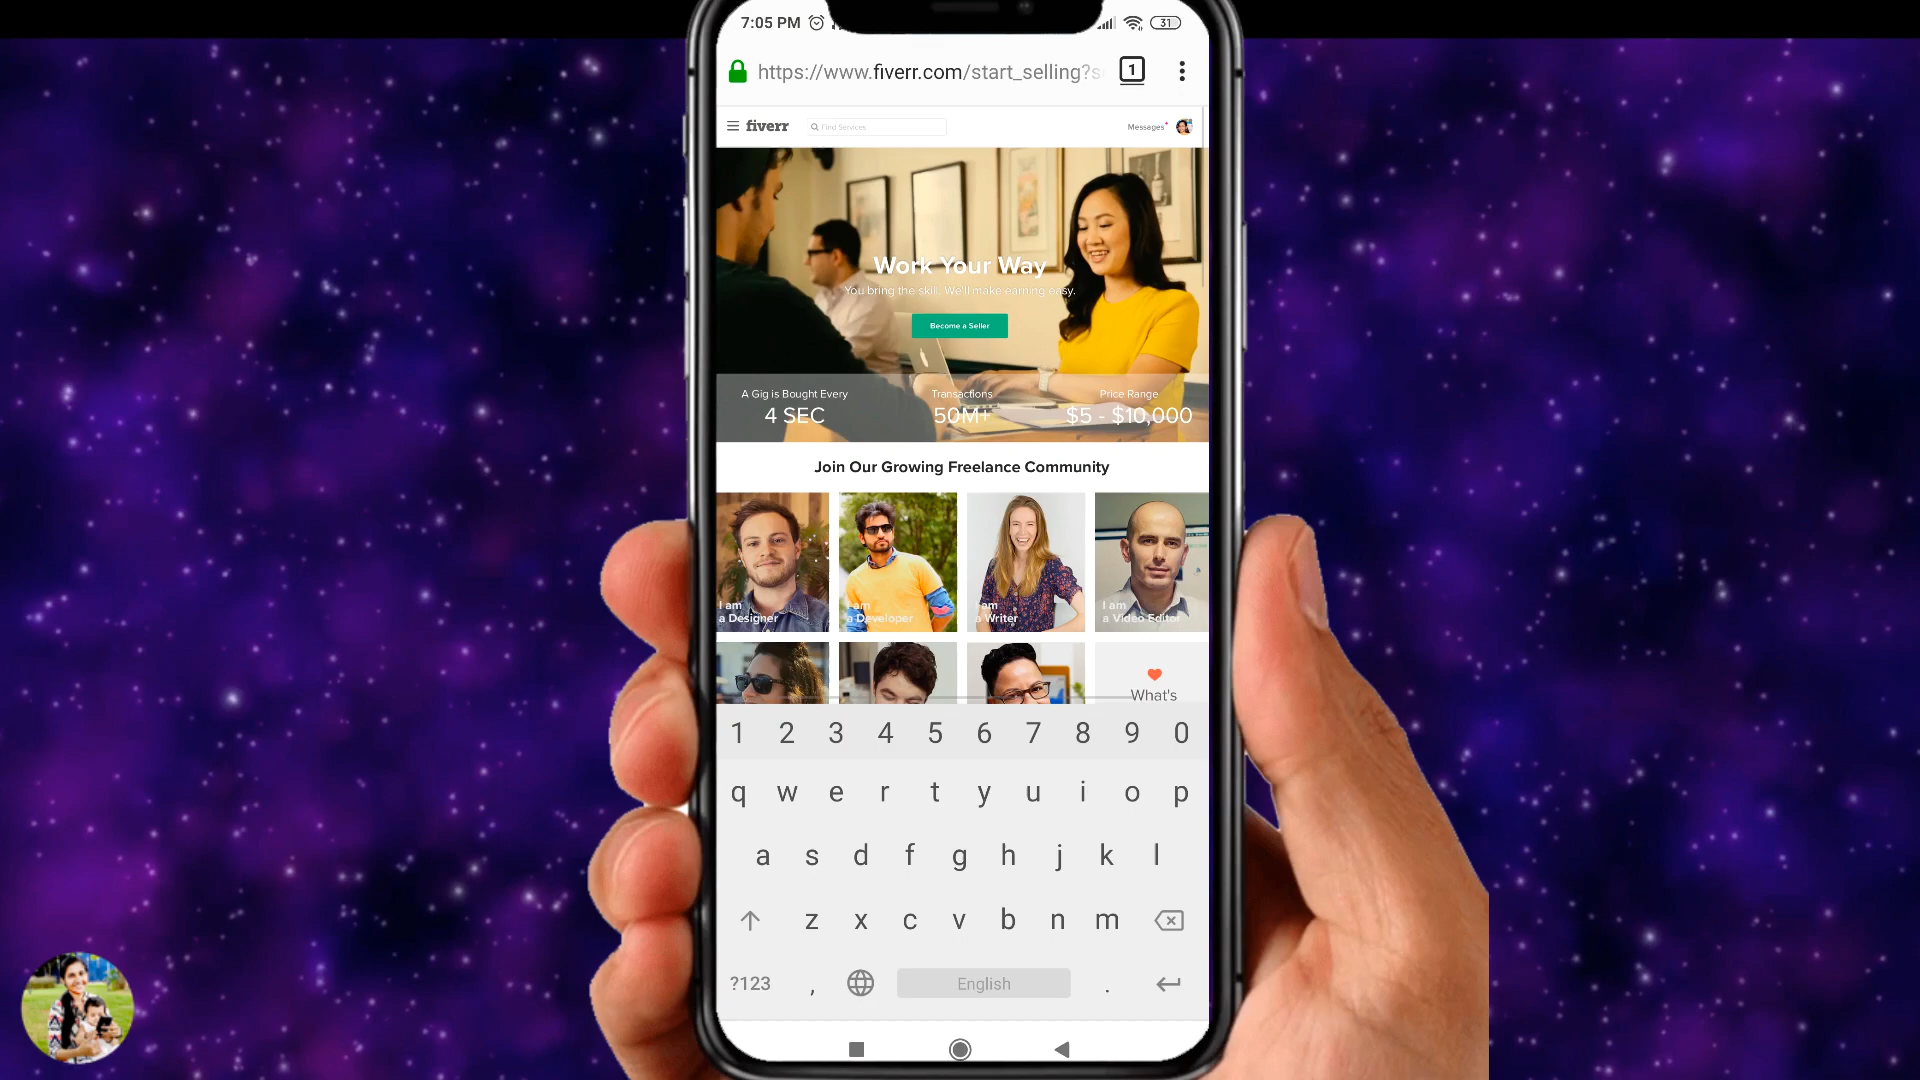 7:05 PM
31
https://www.fiverr.com/start_selling?s
1
fiverr
Find Services
Messages
Work Your Way
You bring the skill. We'll make earning easy.
Become a Seller
A Gig is Bought Every
4 SEC
Transactions
50M+
Price Range
$5 - $10,000
Join Our Growing Freelance Community
I am
a Designer
I am
a Developer
I am
a Writer
I am
a Video Editor
What's
1 2 3 4 5 6 7 8 9 0
q w e r t y u i o p
a s d f g h j k l
z x c v b n m
?123 , English .